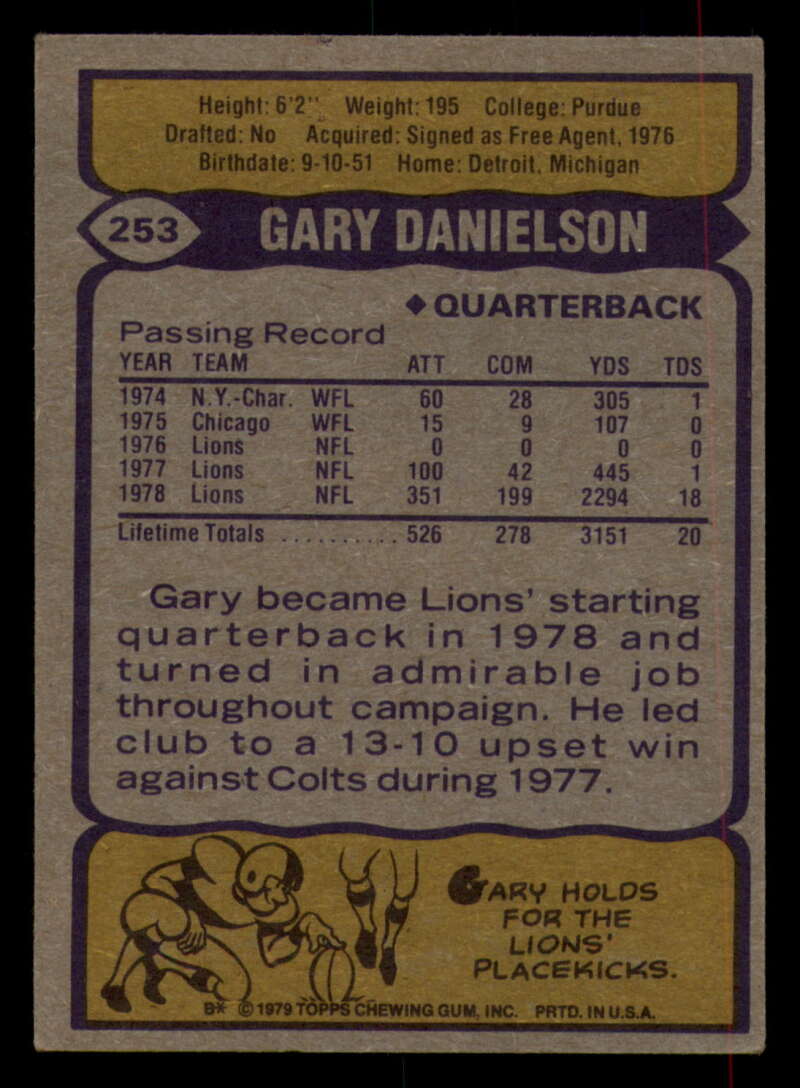 Height: 6'2" Weight: 195 College: Purdue
Drafted: No Acquired: Signed as Free Agent, 1976
Birthdate: 9-10-51 Home: Detroit, Michigan
253 GARY DANIELSON
◆ QUARTERBACK
Passing Record
YEAR TEAM ATT COM YDS TDS
1974 N.Y.-Char. WFL 60 28 305 1
1975 Chicago WFL 15 9 107 0
1976 Lions NFL 0 0 0 0
1977 Lions NFL 100 42 445 1
1978 Lions NFL 351 199 2294 18
Lifetime Totals .......... 526 278 3151 20
Gary became Lions' starting
quarterback in 1978 and
turned in admirable job
throughout campaign. He led
club to a 13-10 upset win
against Colts during 1977.
GARY HOLDS
FOR THE
LIONS'
PLACEKICKS.
B* © 1979 TOPPS CHEWING GUM, INC. PRTD. IN U.S.A.